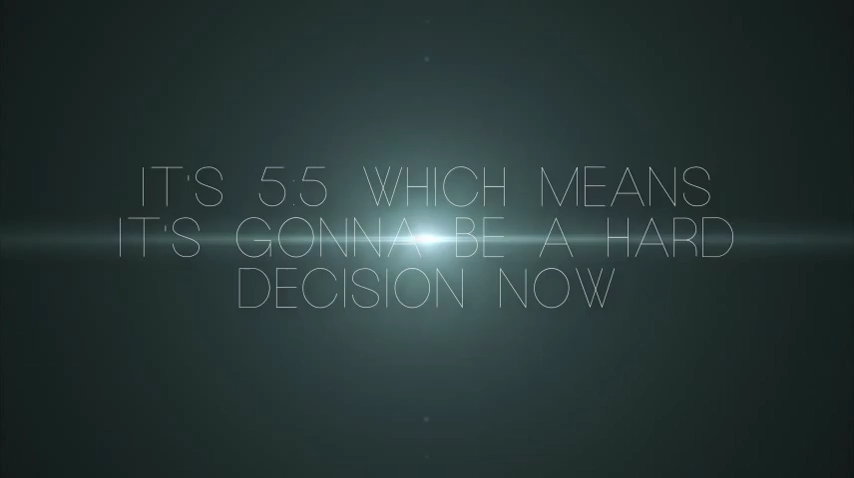 IT'S 5:5 WHICH MEANS
IT'S GONNA BE A HARD
DECISION NOW